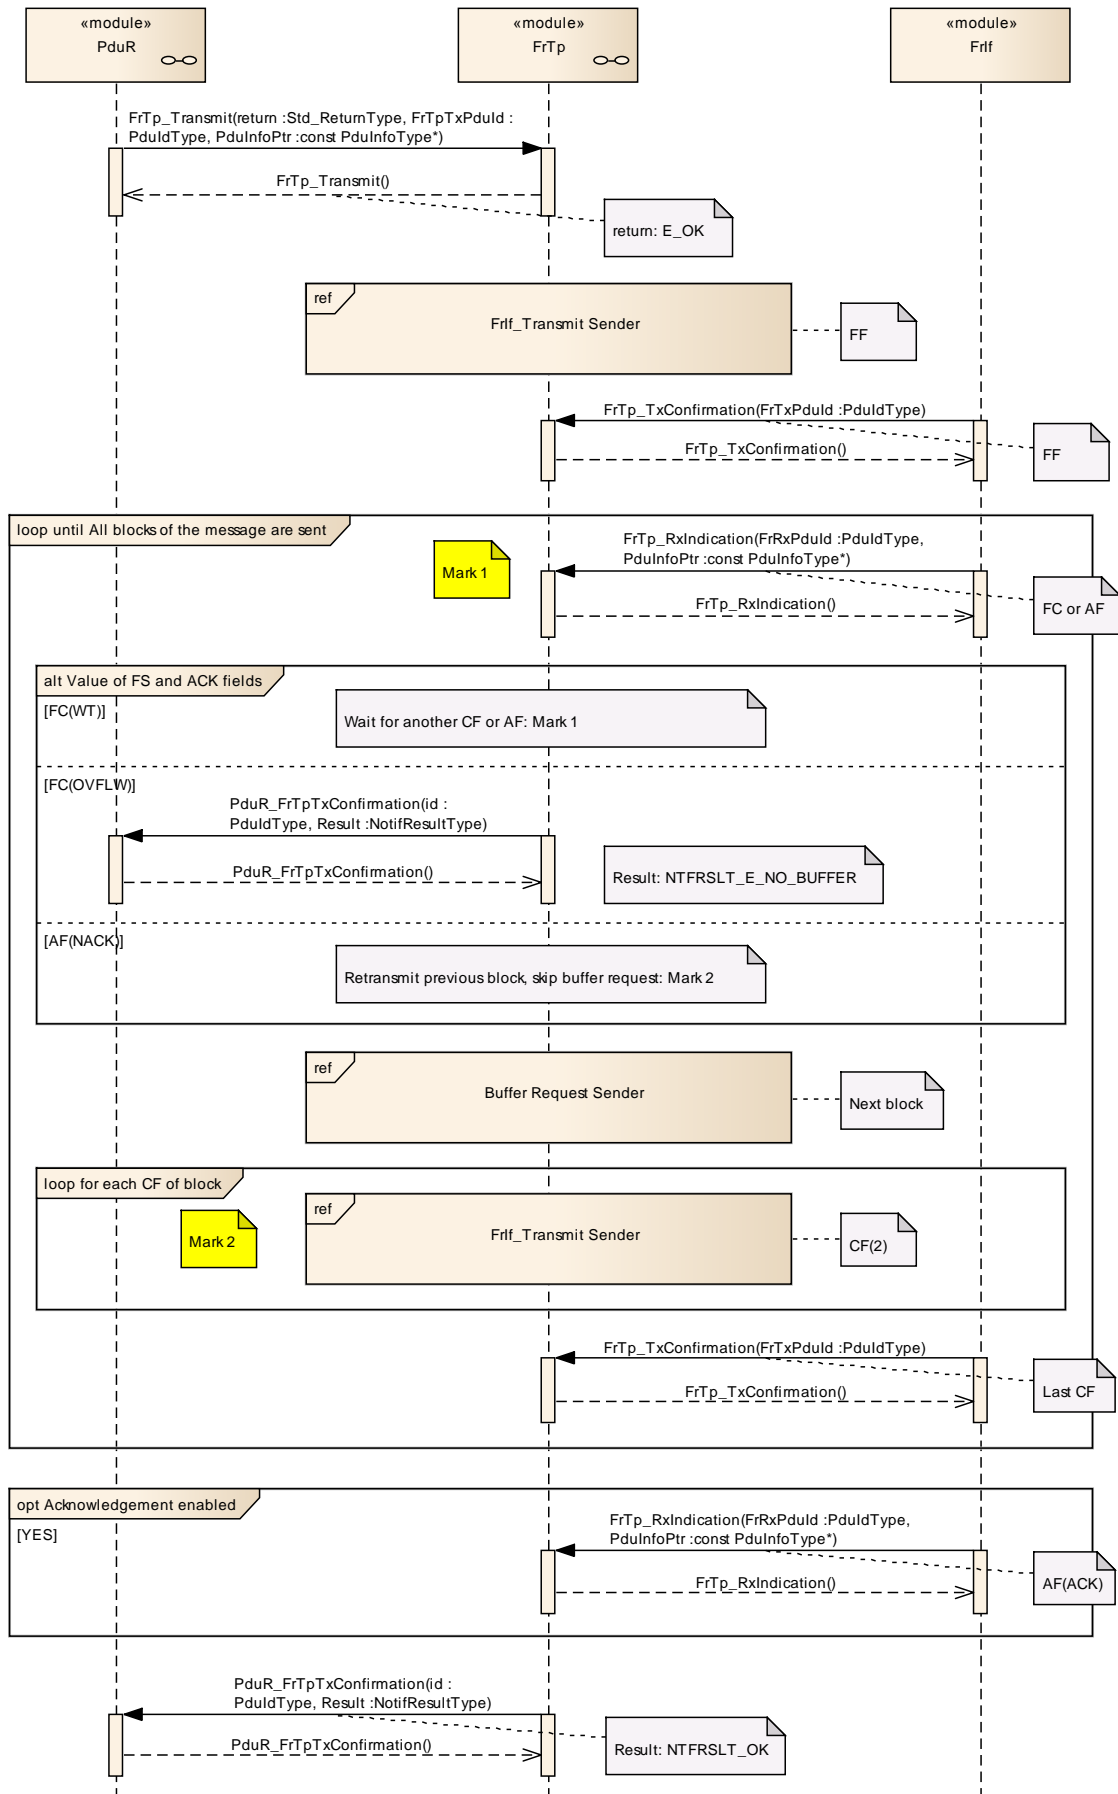 «module»
PduR
«module»
FrTp
«module»
FrIf
FrTp_Transmit(return :Std_ReturnType, FrTpTxPduId :
PduIdType, PduInfoPtr :const PduInfoType*)
FrTp_Transmit()
return: E_OK
ref
FrIf_Transmit Sender
FF
FrTp_TxConfirmation(FrTxPduId :PduIdType)
FrTp_TxConfirmation()
FF
loop until All blocks of the message are sent
Mark 1
FrTp_RxIndication(FrRxPduId :PduIdType,
PduInfoPtr :const PduInfoType*)
FrTp_RxIndication()
FC or AF
alt Value of FS and ACK fields
[FC(WT)]
Wait for another CF or AF: Mark 1
[FC(OVFLW)]
PduR_FrTpTxConfirmation(id :
PduIdType, Result :NotifResultType)
PduR_FrTpTxConfirmation()
Result: NTFRSLT_E_NO_BUFFER
[AF(NACK)]
Retransmit previous block, skip buffer request: Mark 2
ref
Buffer Request Sender
Next block
loop for each CF of block
Mark 2
ref
FrIf_Transmit Sender
CF(2)
FrTp_TxConfirmation(FrTxPduId :PduIdType)
FrTp_TxConfirmation()
Last CF
opt Acknowledgement enabled
[YES]
FrTp_RxIndication(FrRxPduId :PduIdType,
PduInfoPtr :const PduInfoType*)
FrTp_RxIndication()
AF(ACK)
PduR_FrTpTxConfirmation(id :
PduIdType, Result :NotifResultType)
PduR_FrTpTxConfirmation()
Result: NTFRSLT_OK